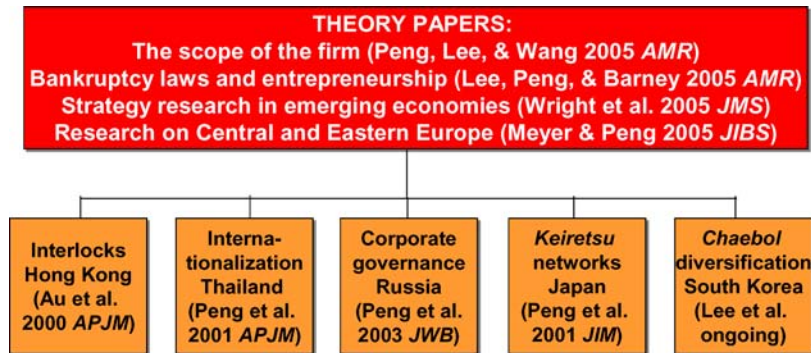 THEORY PAPERS:
The scope of the firm (Peng, Lee, & Wang 2005 AMR)
Bankruptcy laws and entrepreneurship (Lee, Peng, & Barney 2005 AMR)
Strategy research in emerging economies (Wright et al. 2005 JMS)
Research on Central and Eastern Europe (Meyer & Peng 2005 JIBS)
Interlocks
Hong Kong
(Au et al.
2000 APJM)
Interna-
tionalization
Thailand
(Peng et al.
2001 APJM)
Corporate
governance
Russia
(Peng et al.
2003 JWB)
Keiretsu
networks
Japan
(Peng et al.
2001 JIM)
Chaebol
diversification
South Korea
(Lee et al.
ongoing)